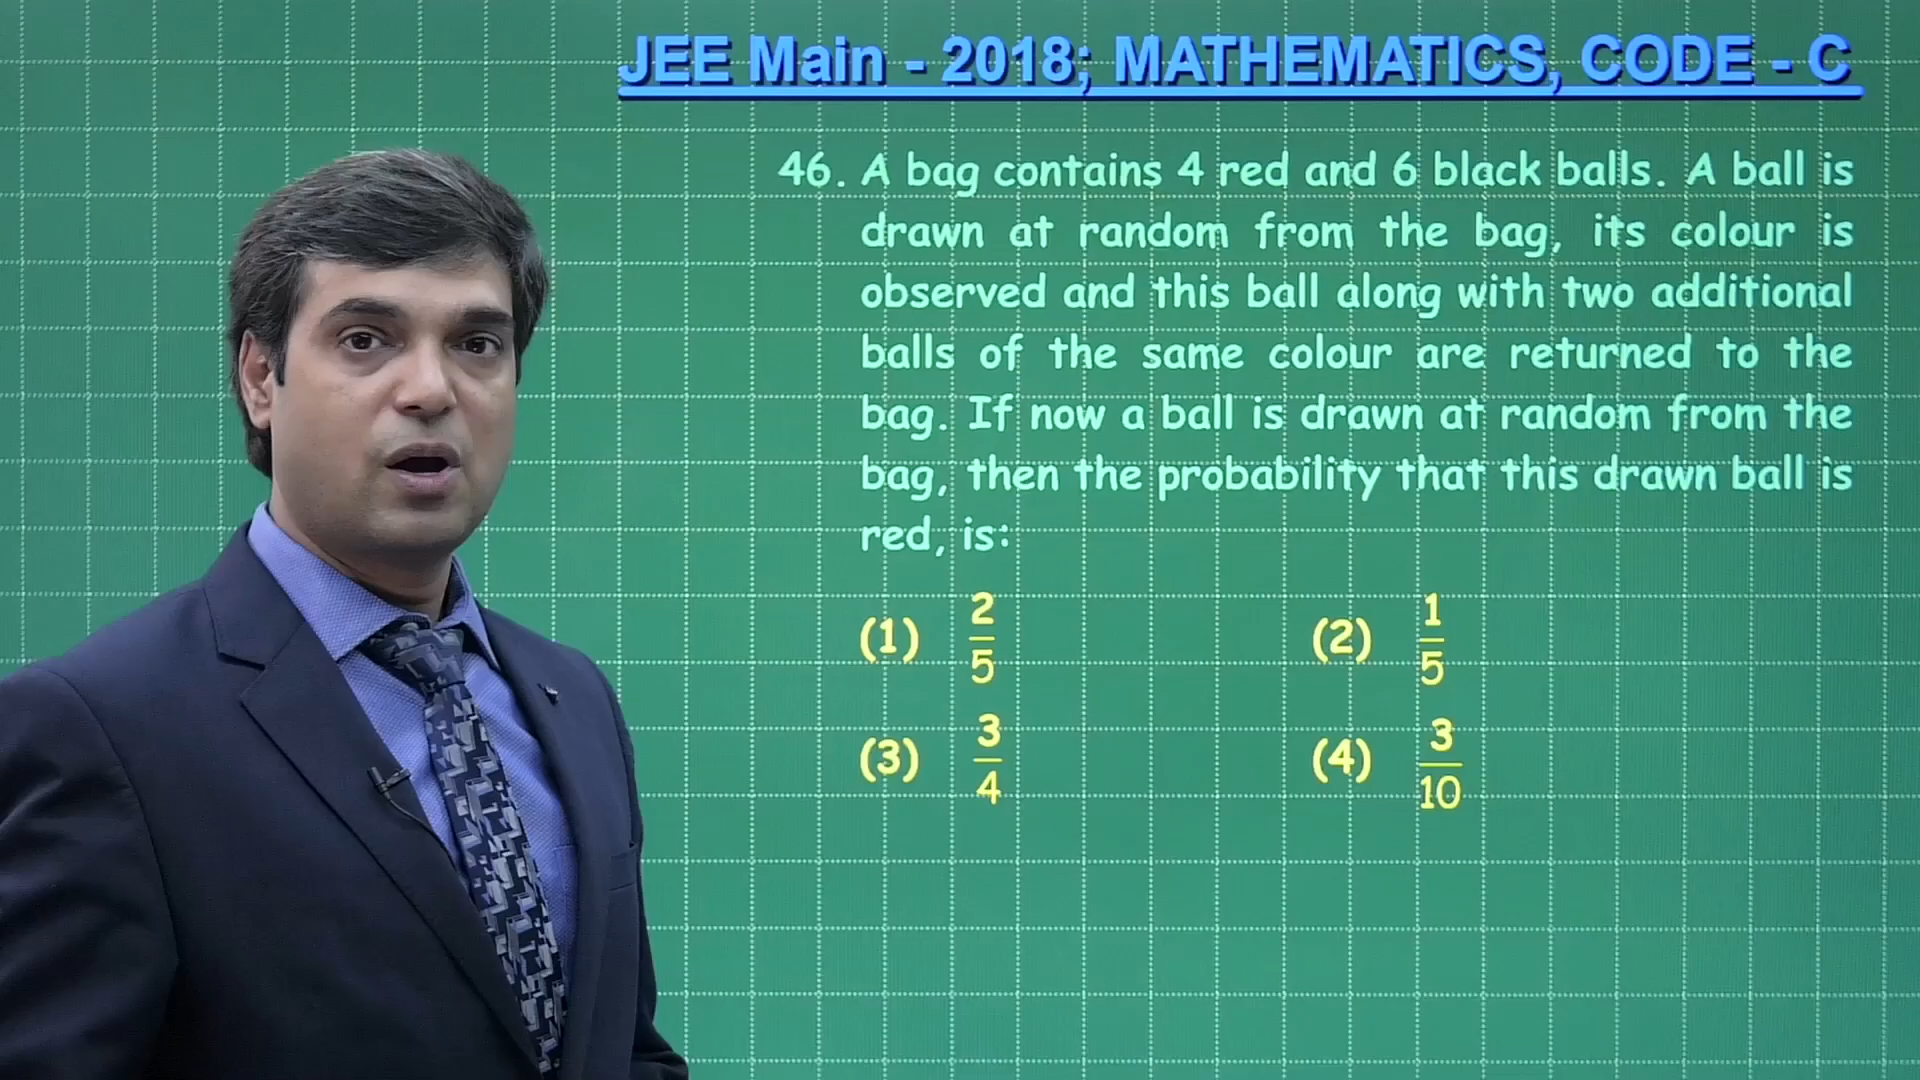 JEE Main - 2018; MATHEMATICS, CODE - C
46. A bag contains 4 red and 6 black balls. A ball is
drawn at random from the bag, its colour is
observed and this ball along with two additional
balls of the same colour are returned to the
bag. If now a ball is drawn at random from the
bag, then the probability that this drawn ball is
red, is:
(1) 2/5 (2) 1/5
(3) 3/4 (4) 3/10